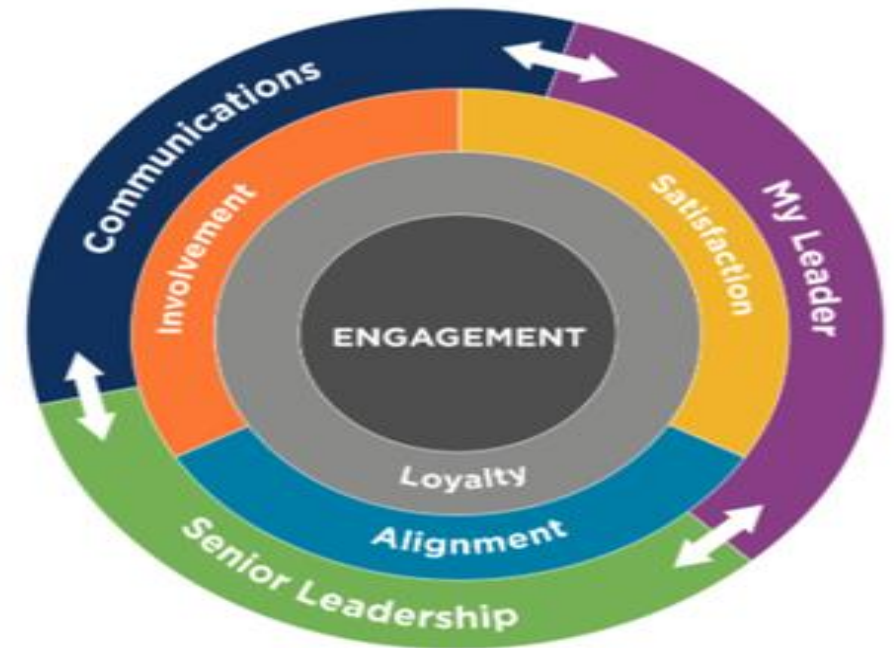 Communications
My Leader
Involvement
Satisfaction
ENGAGEMENT
Loyalty
Alignment
Senior Leadership